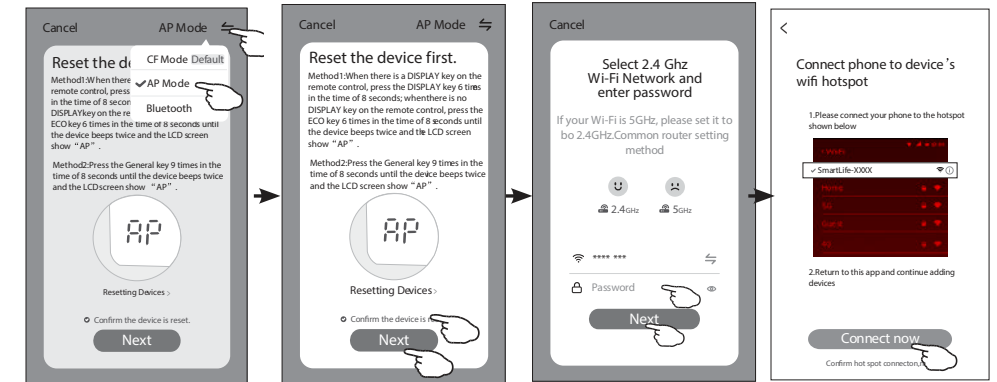 Cancel
AP Mode
Reset the d
CF Mode Default
AP Mode
Bluetooth
Method1:When there
remote control, press
in the time of 8 secon
DISPLAYkey on the re
ECO key 6 times in the time of 8 seconds until
the device beeps twice and the LCD screen
show “AP”.
Method2:Press the General key 9 times in the
time of 8 seconds until the device beeps twice
and the LCD screen show “AP”.
AP
Resetting Devices >
Confirm the device is reset.
Next
Cancel
AP Mode
Reset the device first.
Method1:When there is a DISPLAY key on the
remote control, press the DISPLAY key 6 times
in the time of 8 seconds; whenthere is no
DISPLAY key on the remote control, press the
ECO key 6 times in the time of 8 seconds until
the device beeps twice and the LCD screen
show “AP”.
Method2:Press the General key 9 times in the
time of 8 seconds until the device beeps twice
and the LCD screen show “AP”.
AP
Resetting Devices >
Confirm the device is r
Next
Cancel
Select 2.4 Ghz
Wi-Fi Network and
enter password
If your Wi-Fi is 5GHz, please set it to
bo 2.4GHz.Common router setting
method
2.4GHz
5GHz
**** ***
Password
Next
<
Connect phone to device’s
wifi hotspot
1.Please connect your phone to the hotspot
shown below
SmartLife-XXXX
Home
5G
Guest
4G
2.Return to this app and continue adding
devices
Connect now
Confirm hot spot connecton,n